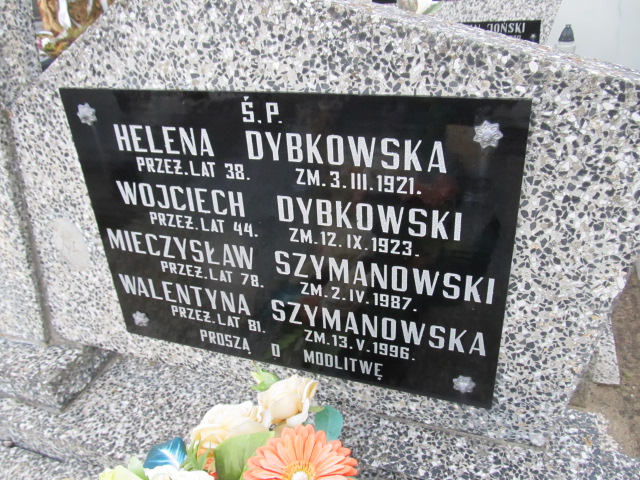 Ś.P.
HELENA DYBKOWSKA
PRZEŻ. LAT 38. ZM. 3. III. 1921.
WOJCIECH DYBKOWSKI
PRZEŻ. LAT 44. ZM. 12. IX. 1923.
MIECZYSŁAW SZYMANOWSKI
PRZEŻ. LAT 78. ZM. 2. IV. 1987.
WALENTYNA SZYMANOWSKA
PRZEŻ. LAT 81. ZM. 13. V. 1996.
PROSZĄ O MODLITWĘ